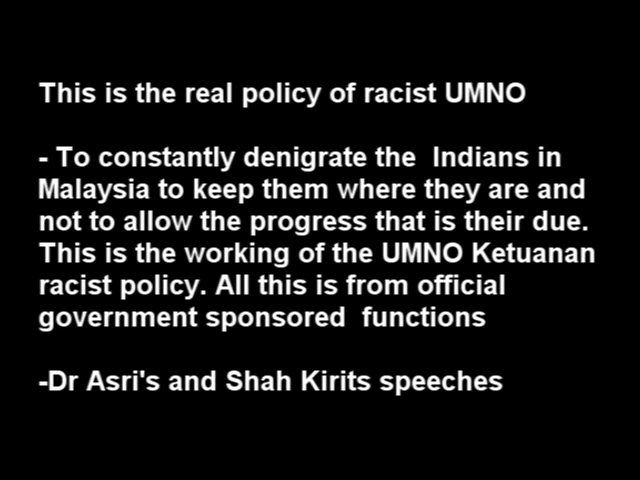 This is the real policy of racist UMNO
- To constantly denigrate the  Indians in
Malaysia to keep them where they are and
not to allow the progress that is their due.
This is the working of the UMNO Ketuanan
racist policy. All this is from official
government sponsored  functions
-Dr Asri's and Shah Kirits speeches